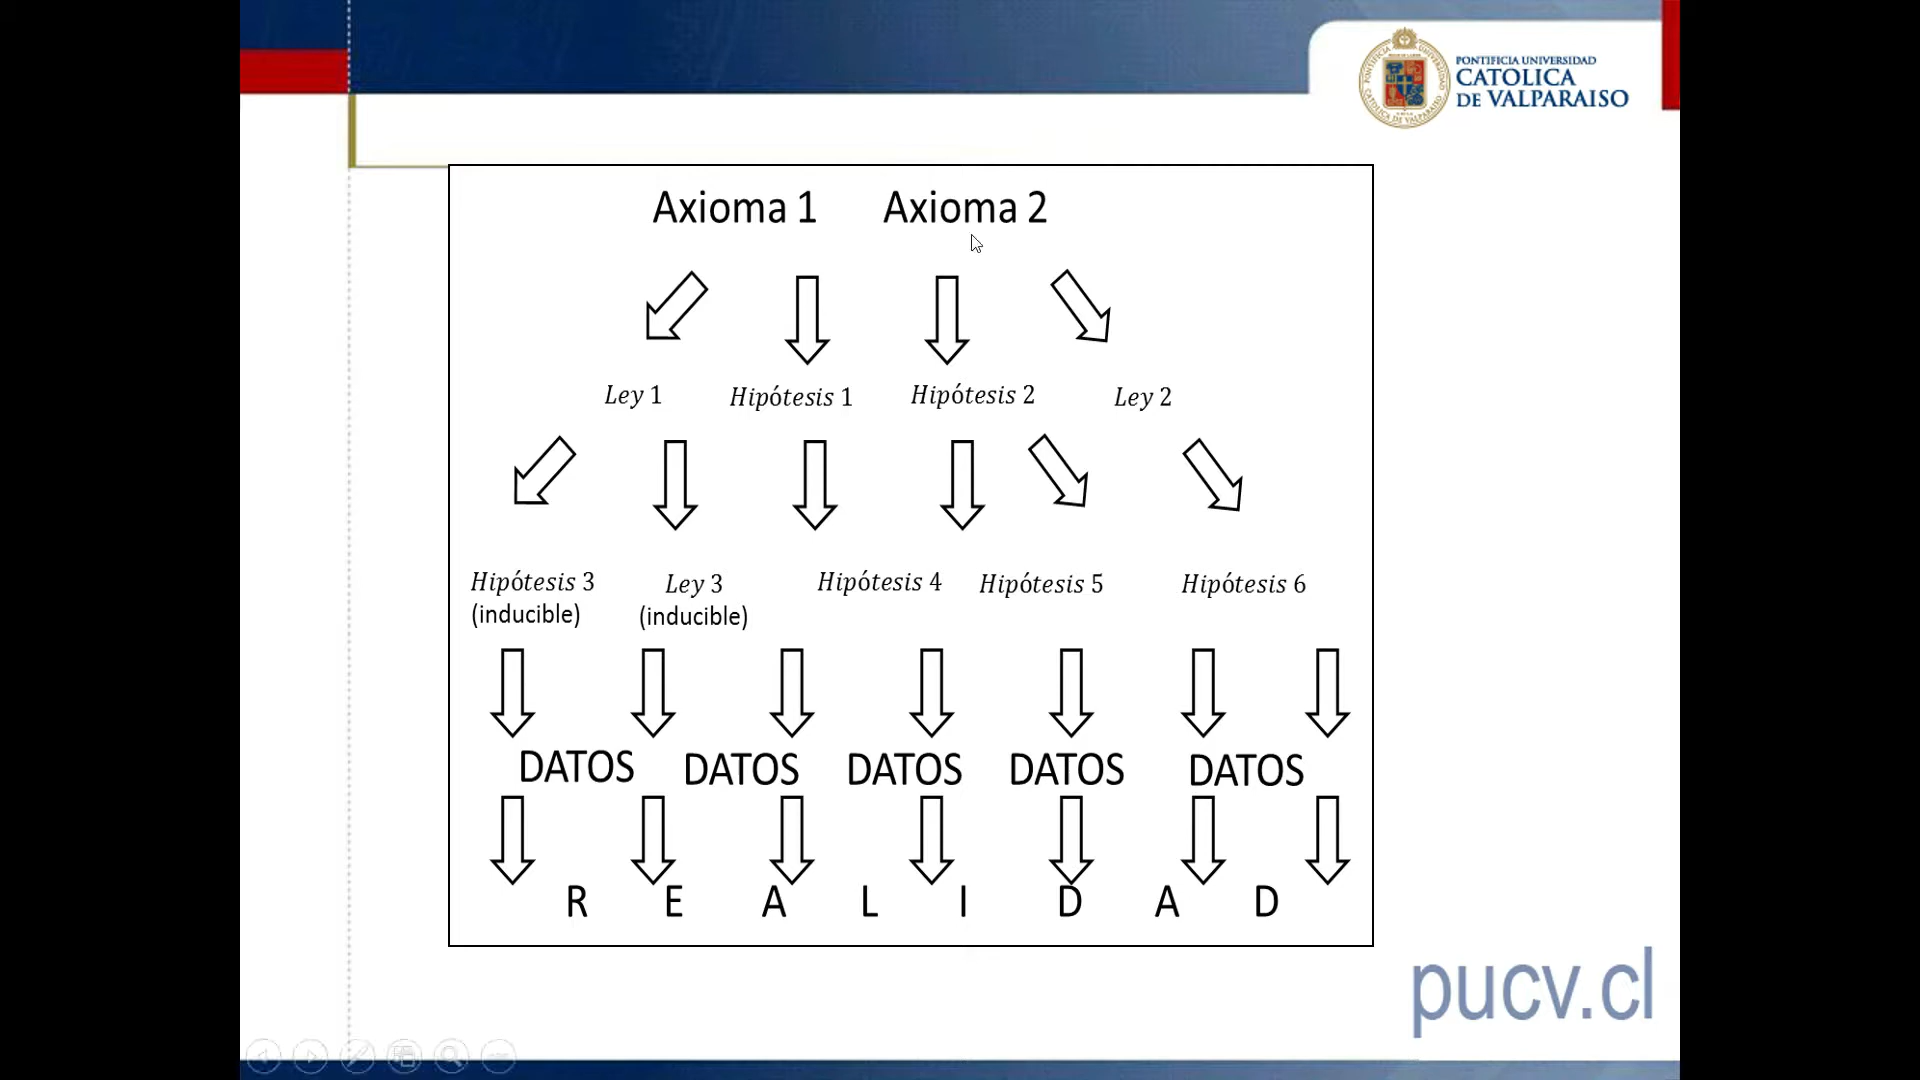 PONTIFICIA UNIVERSIDAD
CATOLICA
DE VALPARAISO
Axioma 1 Axioma 2
Ley 1 Hipótesis 1 Hipótesis 2 Ley 2
Hipótesis 3 Ley 3 Hipótesis 4 Hipótesis 5 Hipótesis 6
(inducible) (inducible)
DATOS DATOS DATOS DATOS DATOS
R E A L I D A D
pucv.cl